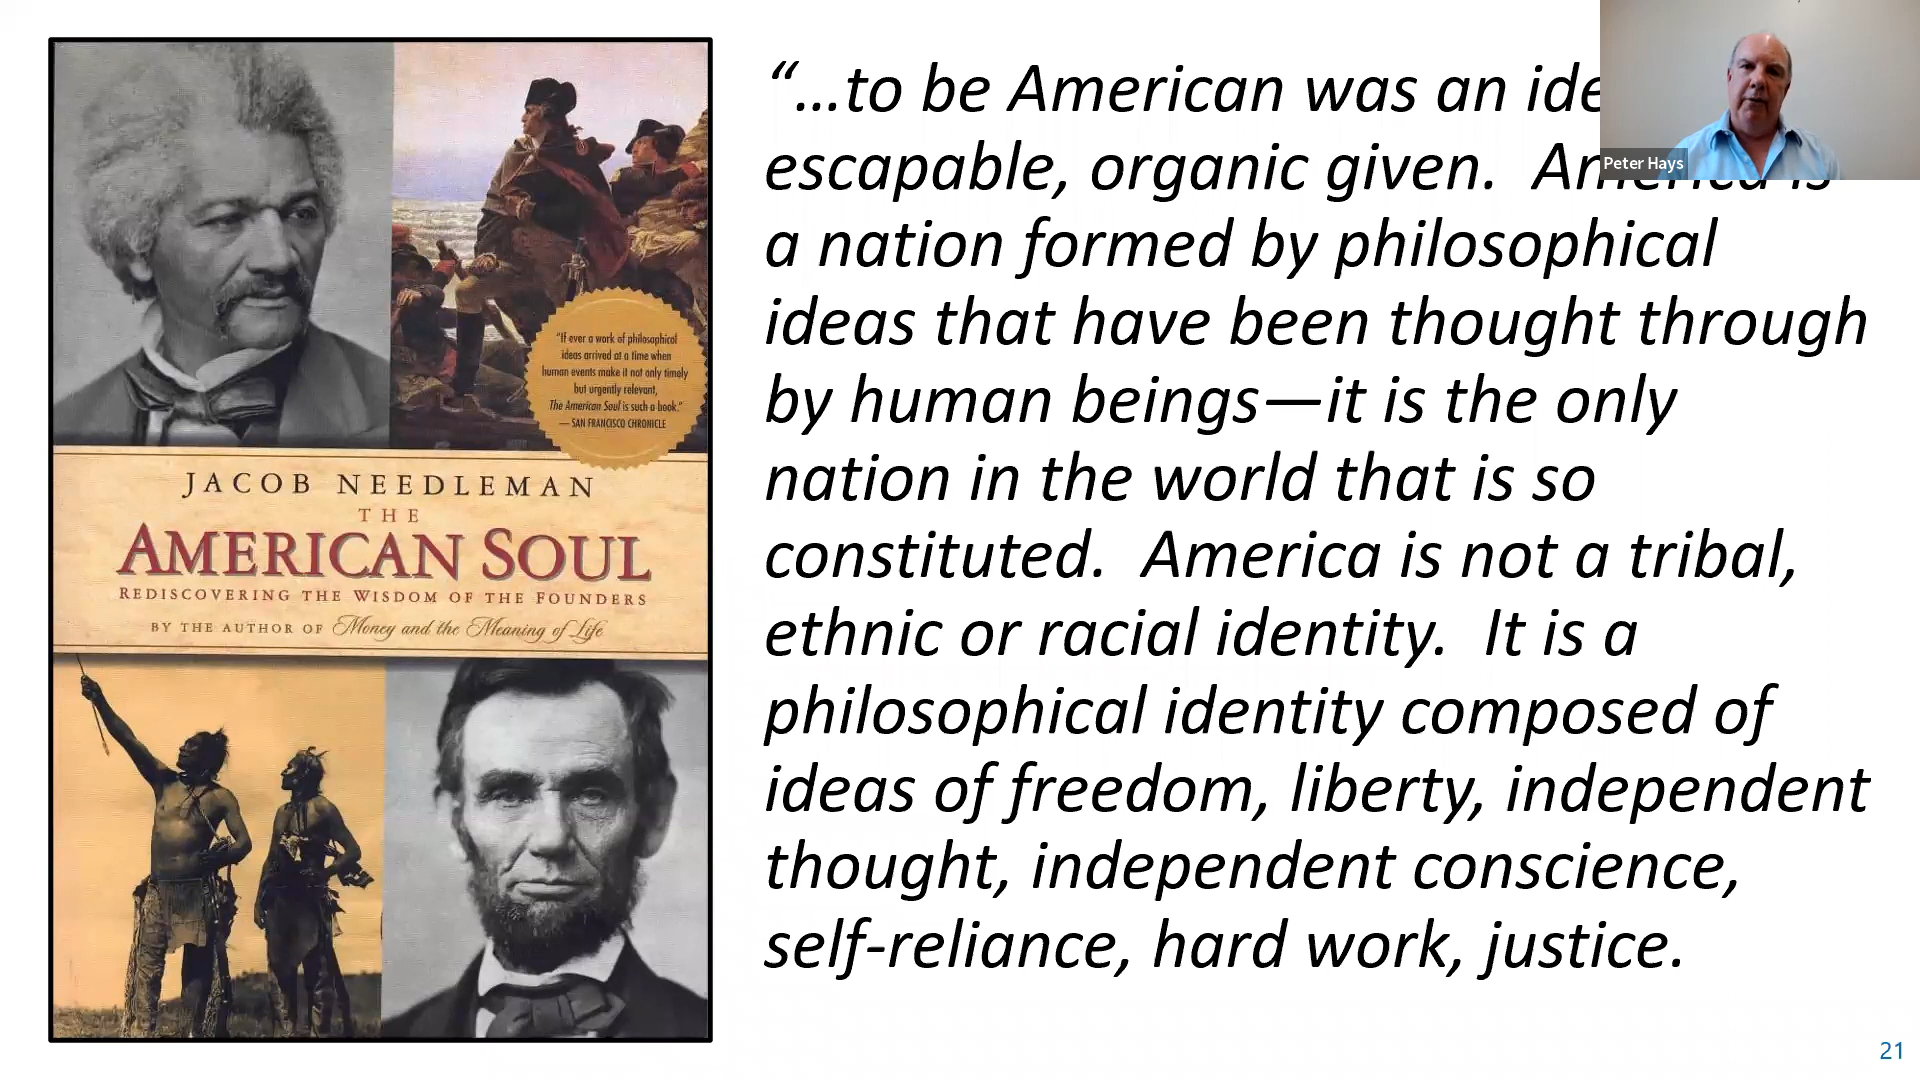 “If ever a work of philosophical
ideas arrived at a time when
human events make it not only timely
but urgently relevant,
The American Soul is such a book.”
— SAN FRANCISCO CHRONICLE
JACOB NEEDLEMAN
THE
AMERICAN SOUL
REDISCOVERING THE WISDOM OF THE FOUNDERS
BY THE AUTHOR OF Money and the Meaning of Life
“…to be American was an
escapable, organic given. America is
a nation formed by philosophical
ideas that have been thought through
by human beings—it is the only
nation in the world that is so
constituted. America is not a tribal,
ethnic or racial identity. It is a
philosophical identity composed of
ideas of freedom, liberty, independent
thought, independent conscience,
self-reliance, hard work, justice.
Peter Hays
21